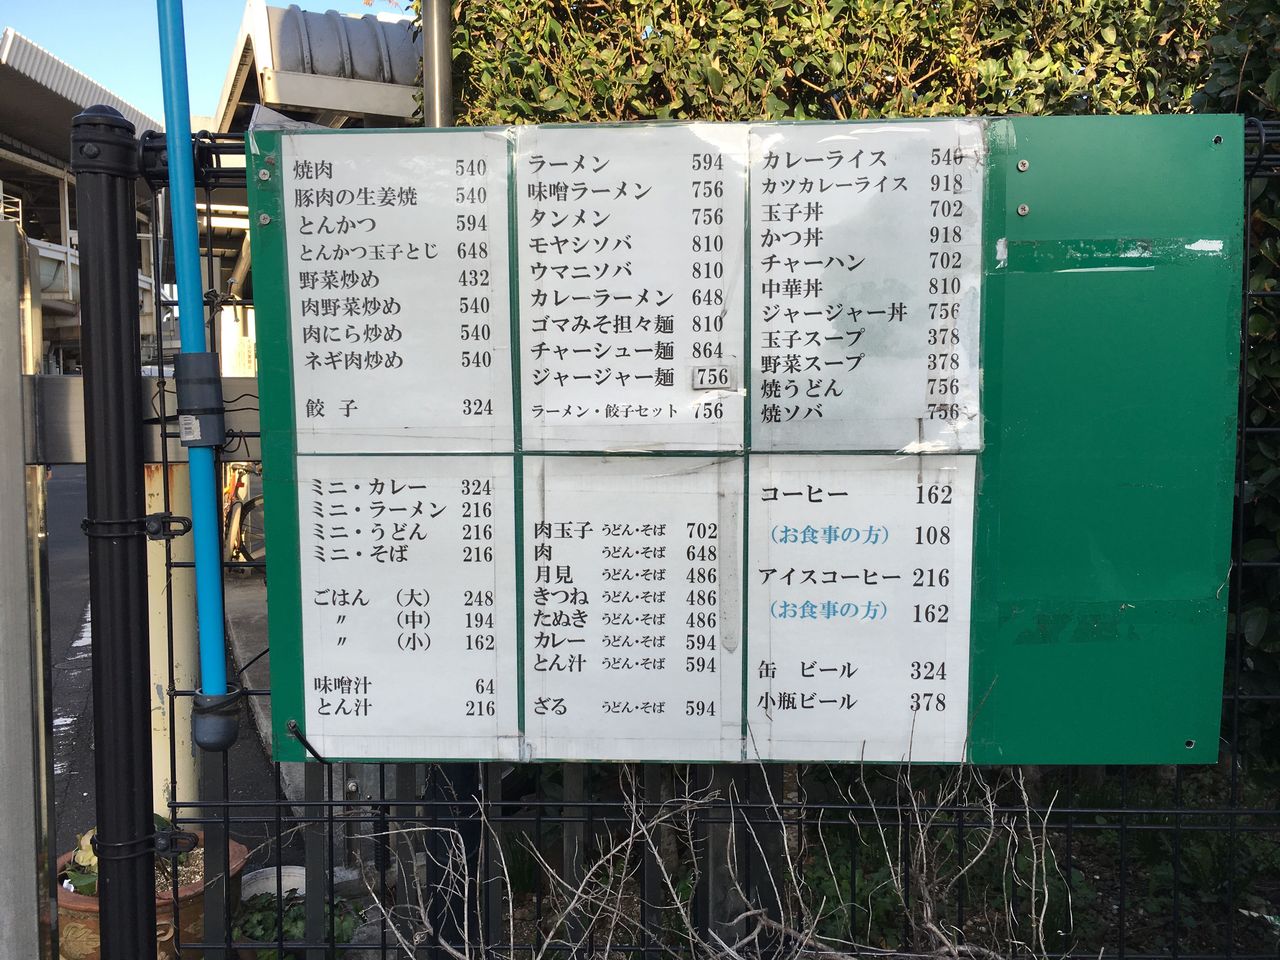 焼肉 540
豚肉の生姜焼 540
とんかつ 594
とんかつ玉子とじ 648
野菜炒め 432
肉野菜炒め 540
肉にら炒め 540
ネギ肉炒め 540
餃子 324
ラーメン 594
味噌ラーメン 756
タンメン 756
モヤシソバ 810
ウマニソバ 810
カレーラーメン 648
ゴマみそ担々麺 810
チャーシュー麺 864
ジャージャー麺 756
ラーメン・餃子セット 756
カレーライス 540
カツカレーライス 918
玉子丼 702
かつ丼 918
チャーハン 702
中華丼 810
ジャージャー丼 756
玉子スープ 378
野菜スープ 378
焼うどん 756
焼ソバ 756
ミニ・カレー 324
ミニ・ラーメン 216
ミニ・うどん 216
ミニ・そば 216
ごはん (大) 248
〃 (中) 194
〃 (小) 162
味噌汁 64
とん汁 216
肉玉子 うどん・そば 702
肉 うどん・そば 648
月見 うどん・そば 486
きつね うどん・そば 486
たぬき うどん・そば 486
カレー うどん・そば 594
とん汁 うどん・そば 594
ざる うどん・そば 594
コーヒー 162
(お食事の方) 108
アイスコーヒー 216
(お食事の方) 162
缶 ビール 324
小瓶ビール 378